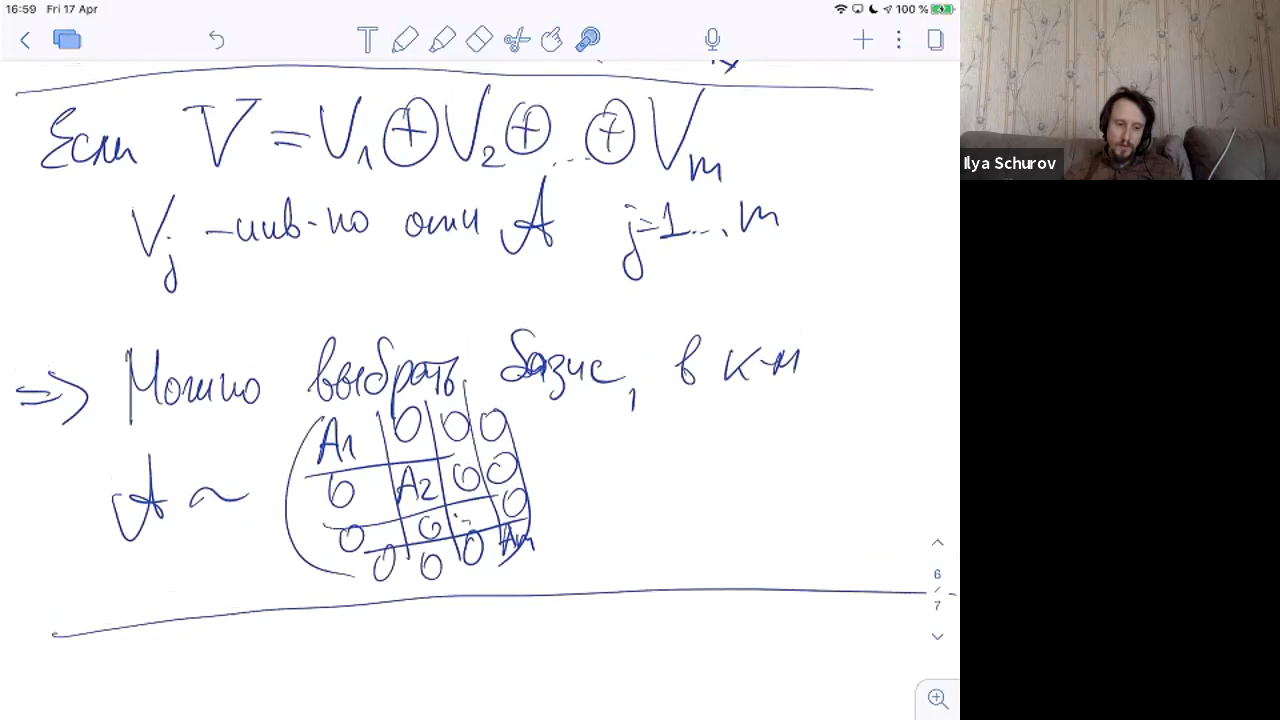 16:59 Fri 17 Apr 100 %
Если V = V₁ ⊕ V₂ ⊕ ... ⊕ Vₘ
Vⱼ - инв-но отн A j=1..., m
⇒ Можно выбрать базис, в к-м
A ~
A₁ 0 0 0
0 A₂ 0 0
0 0 ⋱ 0
0 0 0 Aₘ
6
/
7
Ilya Schurov